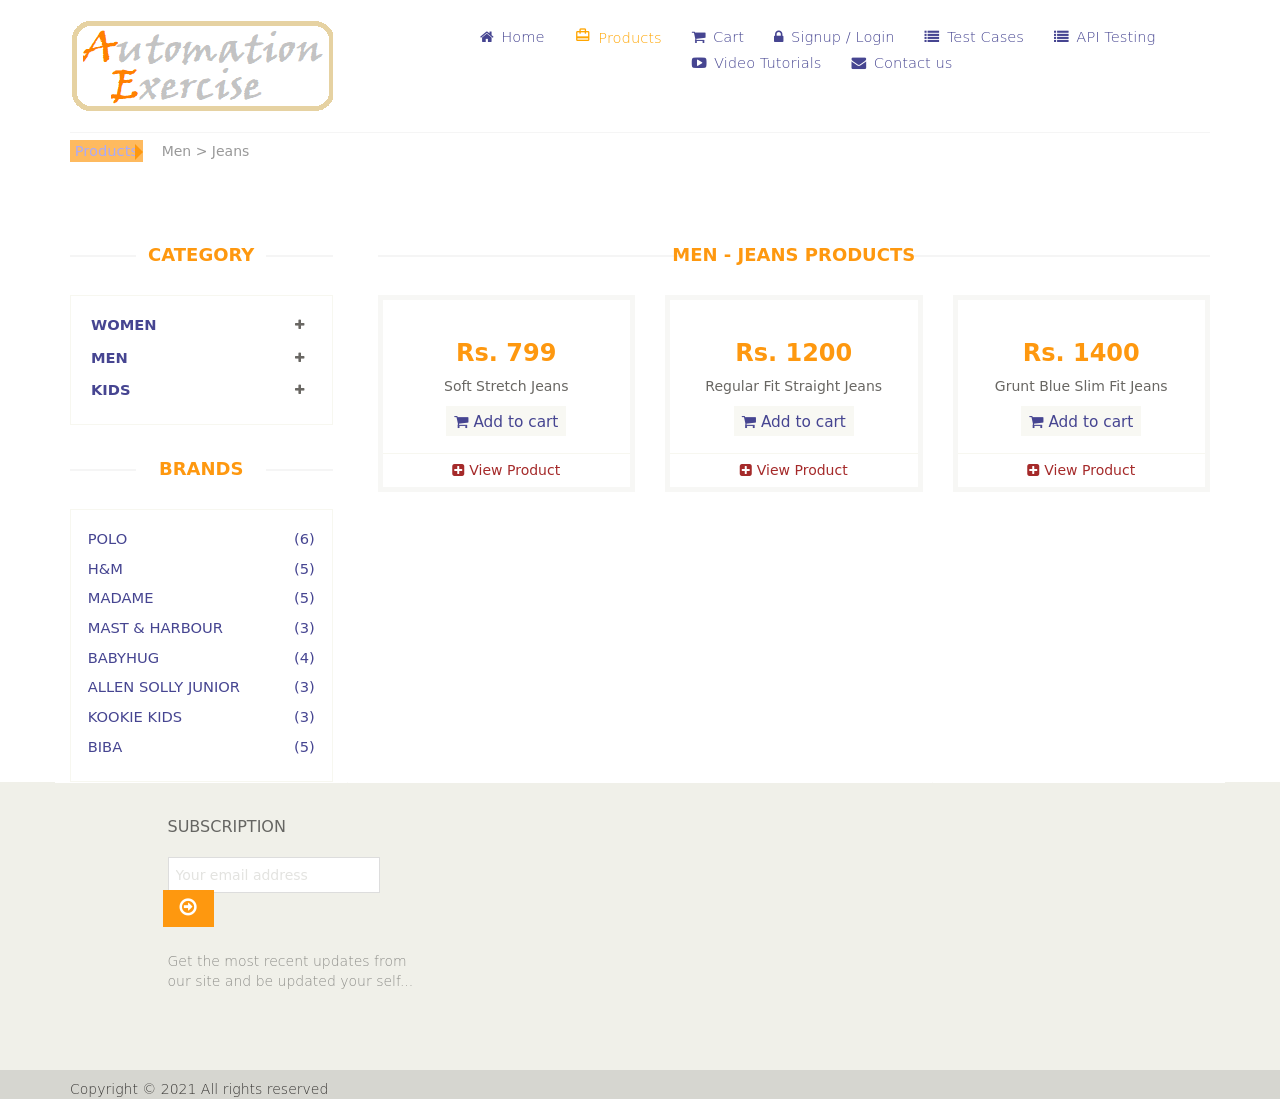 Automation
Exercise
Home
Products
Cart
Signup / Login
Test Cases
API Testing
Video Tutorials
Contact us
Products
Men > Jeans
CATEGORY
WOMEN
MEN
KIDS
BRANDS
POLO (6)
H&M (5)
MADAME (5)
MAST & HARBOUR (3)
BABYHUG (4)
ALLEN SOLLY JUNIOR (3)
KOOKIE KIDS (3)
BIBA (5)
MEN - JEANS PRODUCTS
Rs. 799
Soft Stretch Jeans
Add to cart
View Product
Rs. 1200
Regular Fit Straight Jeans
Add to cart
View Product
Rs. 1400
Grunt Blue Slim Fit Jeans
Add to cart
View Product
SUBSCRIPTION
Your email address
Get the most recent updates from
our site and be updated your self...
Copyright © 2021 All rights reserved